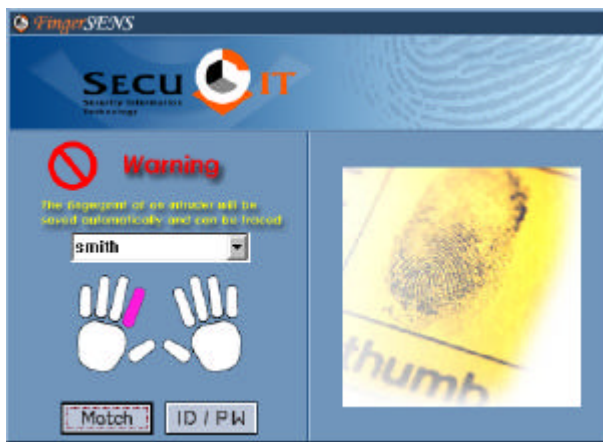 FingerSENS
SECU IT
Security Informatics
Technology
Warning
The fingerprint of an intruder will be
saved automatically and can be traced
smith
Match
ID / PW
thumb